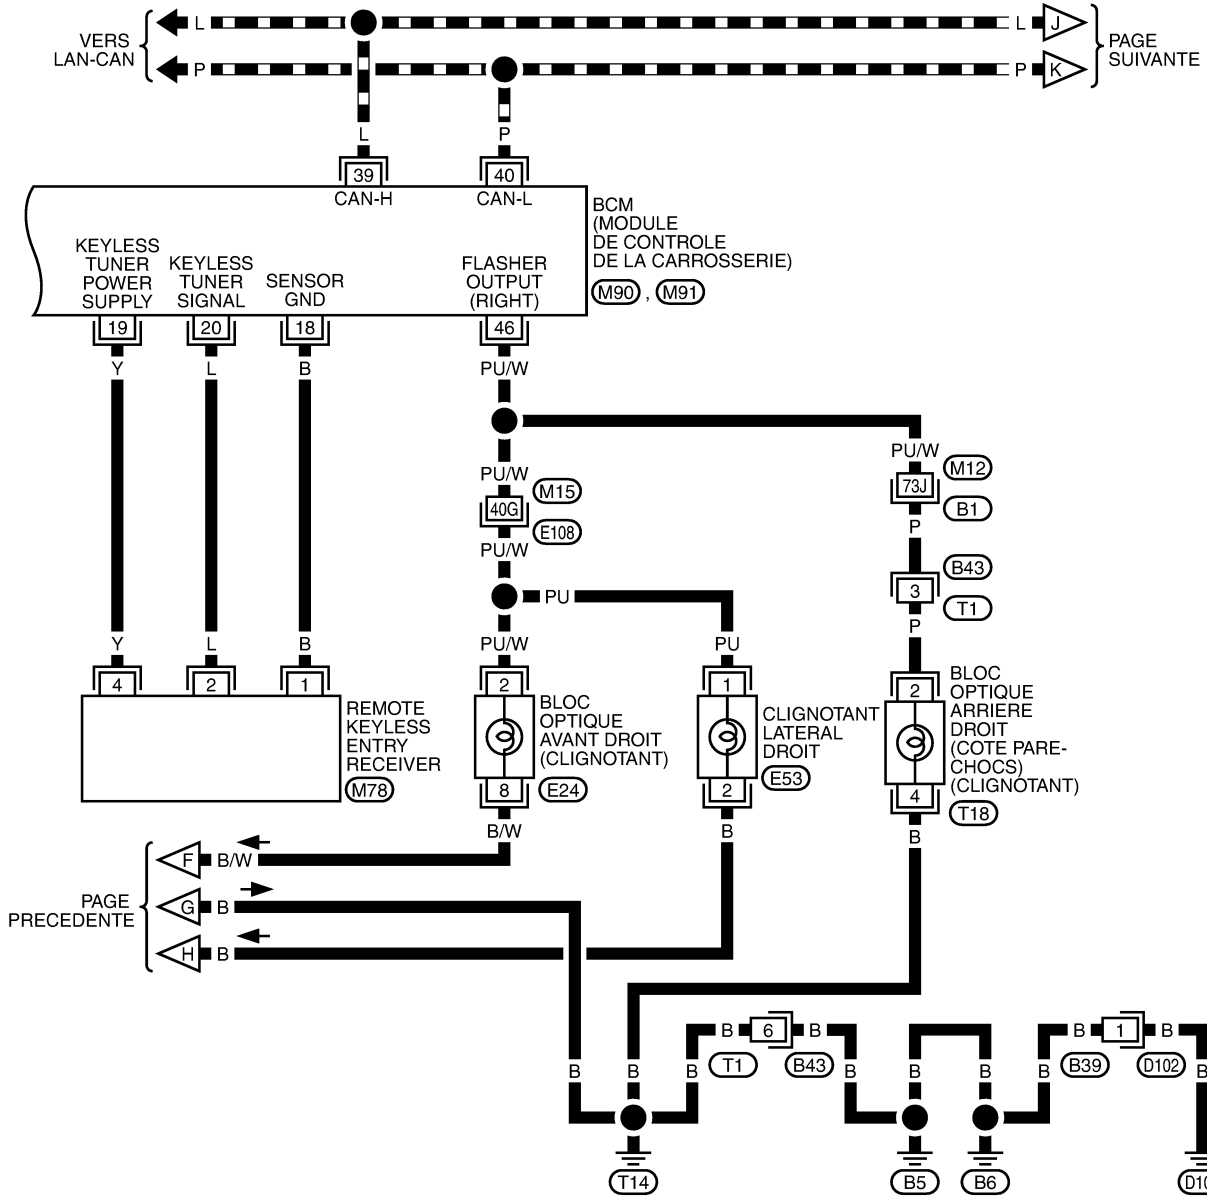 VERS
LAN-CAN
L
L
J
P
P
K
PAGE
SUIVANTE
L
P
39
40
CAN-H
CAN-L
BCM
(MODULE
DE CONTROLE
DE LA CARROSSERIE)
M90 , M91
KEYLESS
TUNER
POWER
SUPPLY
KEYLESS
TUNER
SIGNAL
SENSOR
GND
FLASHER
OUTPUT
(RIGHT)
19
20
18
46
Y
L
B
PU/W
PU/W
PU/W
M15
40G
E108
PU/W
M12
73J
B1
P
B43
3
T1
P
PU
Y
L
B
PU/W
PU
4
2
1
2
1
2
REMOTE
KEYLESS
ENTRY
RECEIVER
M78
BLOC
OPTIQUE
AVANT DROIT
(CLIGNOTANT)
E24
CLIGNOTANT
LATERAL
DROIT
E53
BLOC
OPTIQUE
ARRIERE
DROIT
(COTE PARE-
CHOCS)
(CLIGNOTANT)
T18
8
2
4
B/W
B
B
PAGE
PRECEDENTE
F
B/W
G
B
H
B
B
6
B
B
1
B
T1
B43
B39
D102
B
B
B
B
B
B
B
B
T14
B5
B6